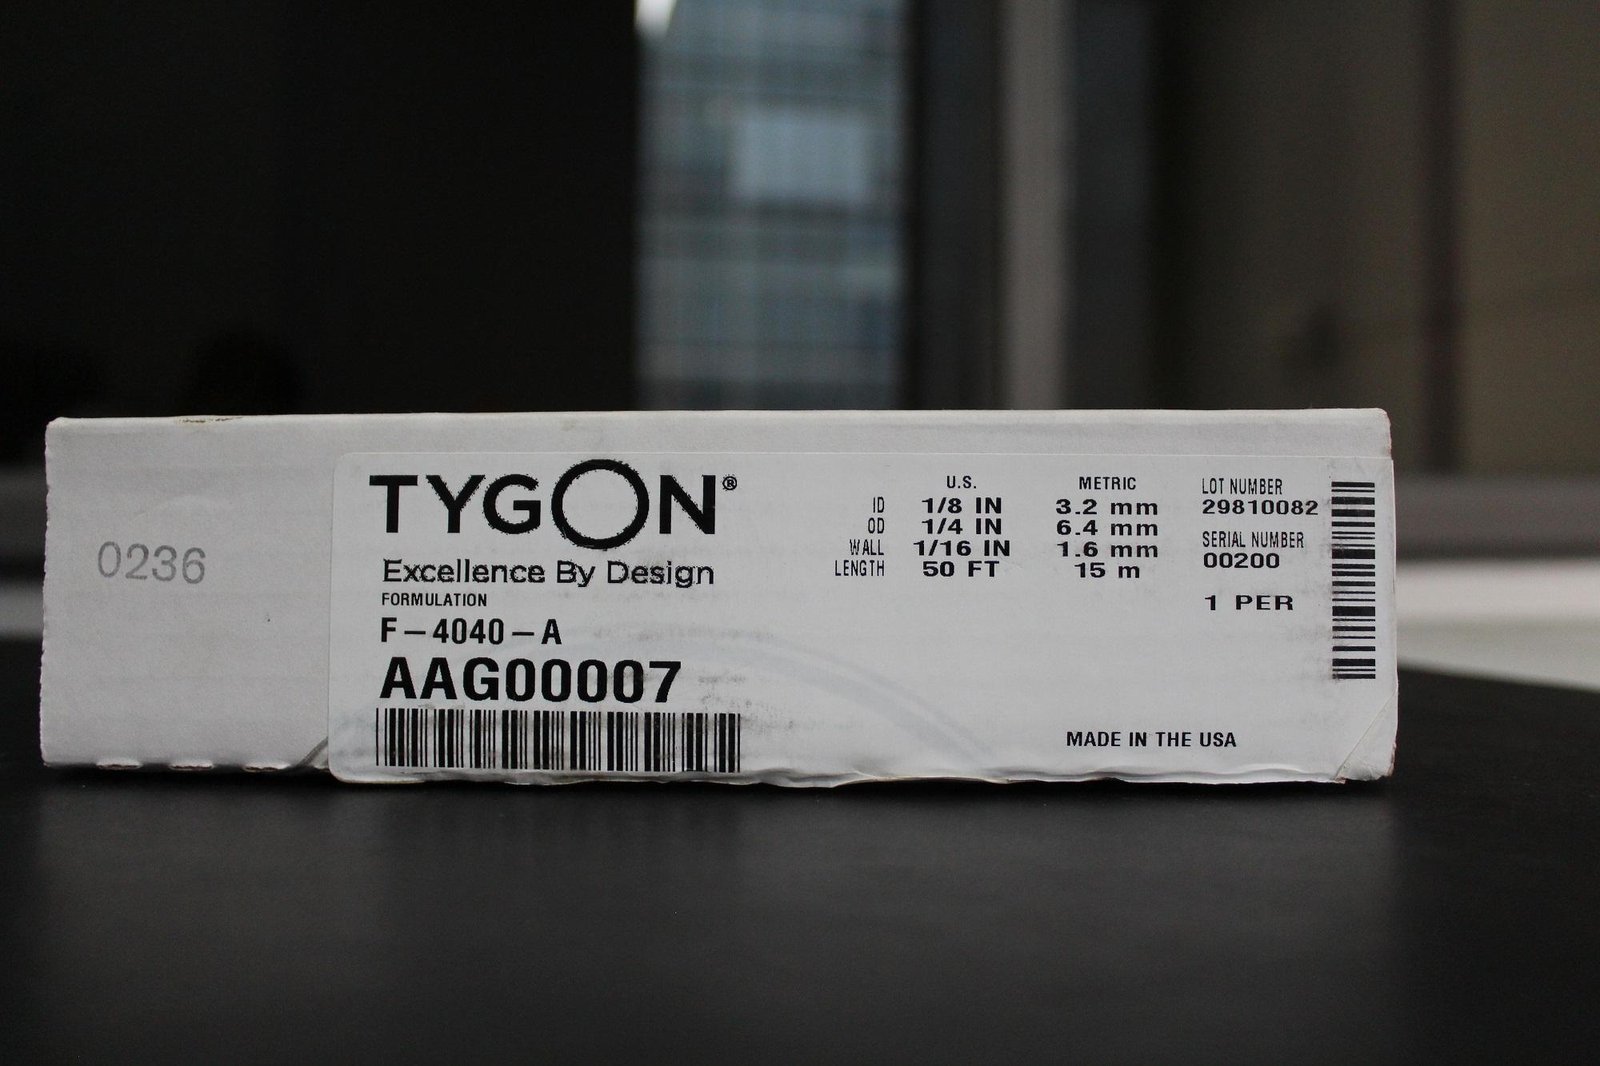 0236
TYGON®
Excellence By Design
FORMULATION
F-4040-A
AAG00007
U.S. METRIC
ID 1/8 IN 3.2 mm
OD 1/4 IN 6.4 mm
WALL 1/16 IN 1.6 mm
LENGTH 50 FT 15 m
LOT NUMBER
29810082
SERIAL NUMBER
00200
1 PER
MADE IN THE USA